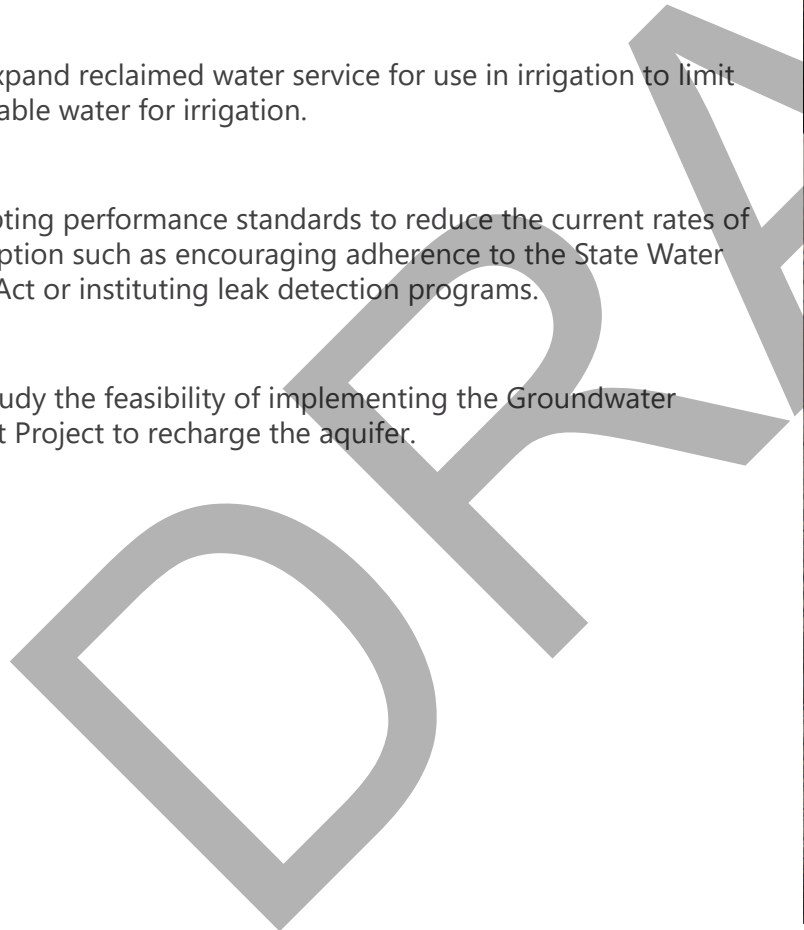 xpand reclaimed water service for use in irrigation to limit
able water for irrigation.
pting performance standards to reduce the current rates of
ption such as encouraging adherence to the State Water
Act or instituting leak detection programs.
udy the feasibility of implementing the Groundwater
t Project to recharge the aquifer.
DRA